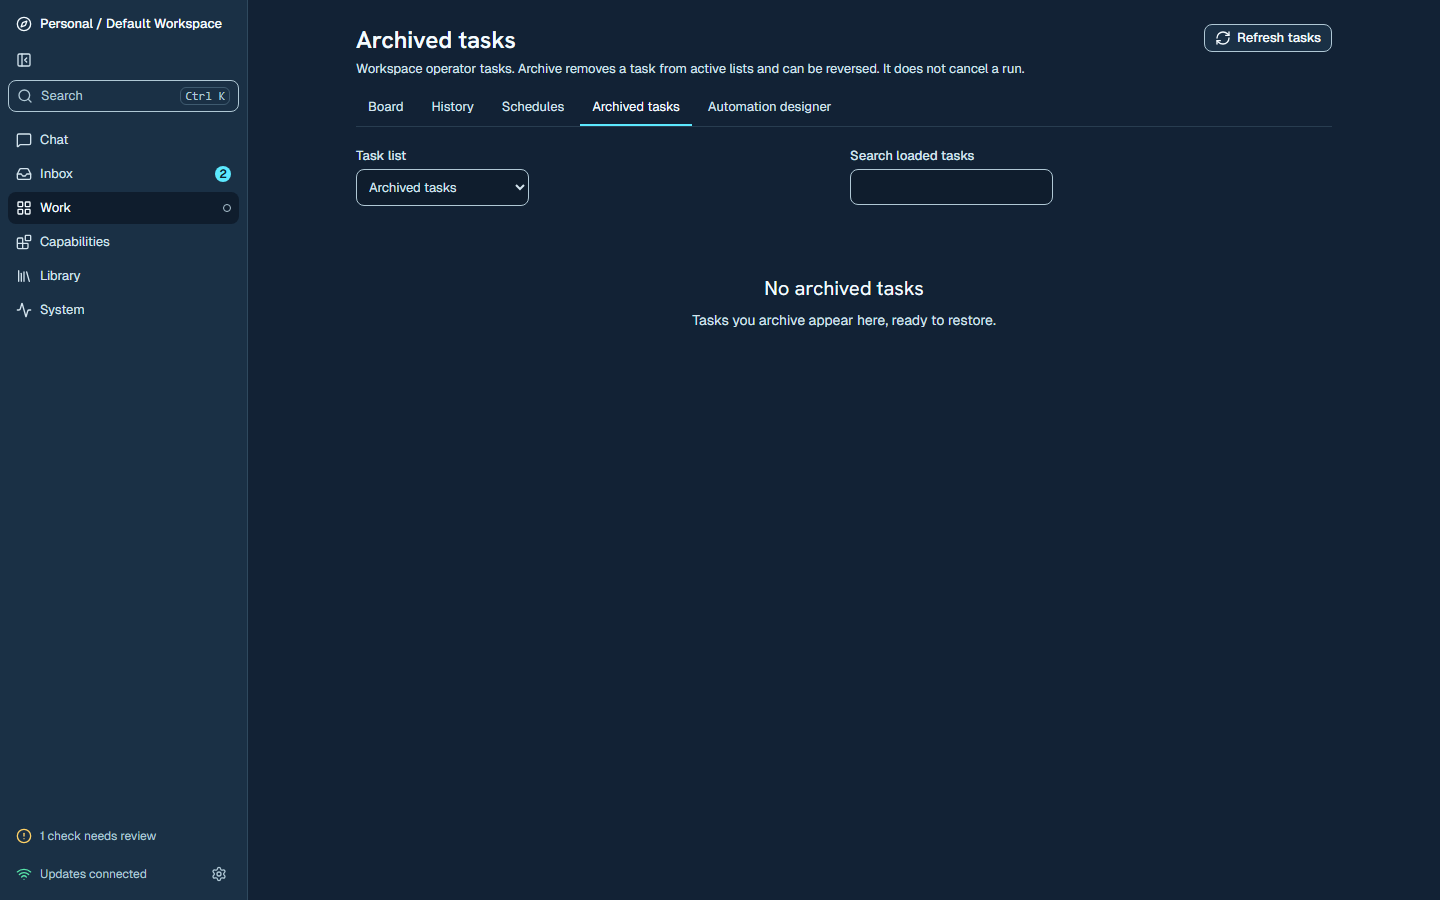 Personal / Default Workspace
Search
Ctrl K
Chat
Inbox
2
Work
Capabilities
Library
System
1 check needs review
Updates connected
Archived tasks
Refresh tasks
Workspace operator tasks. Archive removes a task from active lists and can be reversed. It does not cancel a run.
Board
History
Schedules
Archived tasks
Automation designer
Task list
Archived tasks
Search loaded tasks
No archived tasks
Tasks you archive appear here, ready to restore.